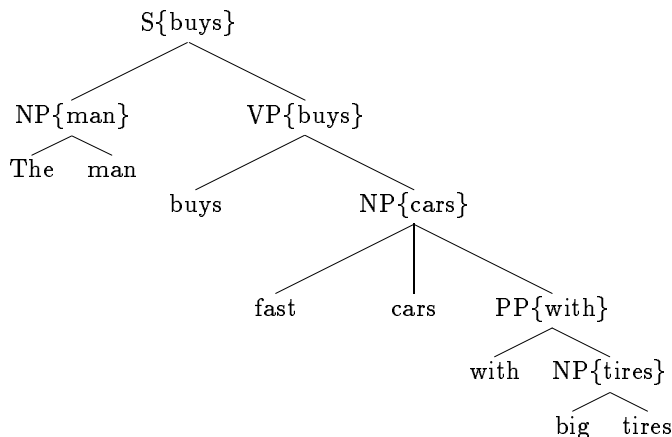 S{buys}
NP{man} VP{buys}
The man
buys NP{cars}
fast cars PP{with}
with NP{tires}
big tires